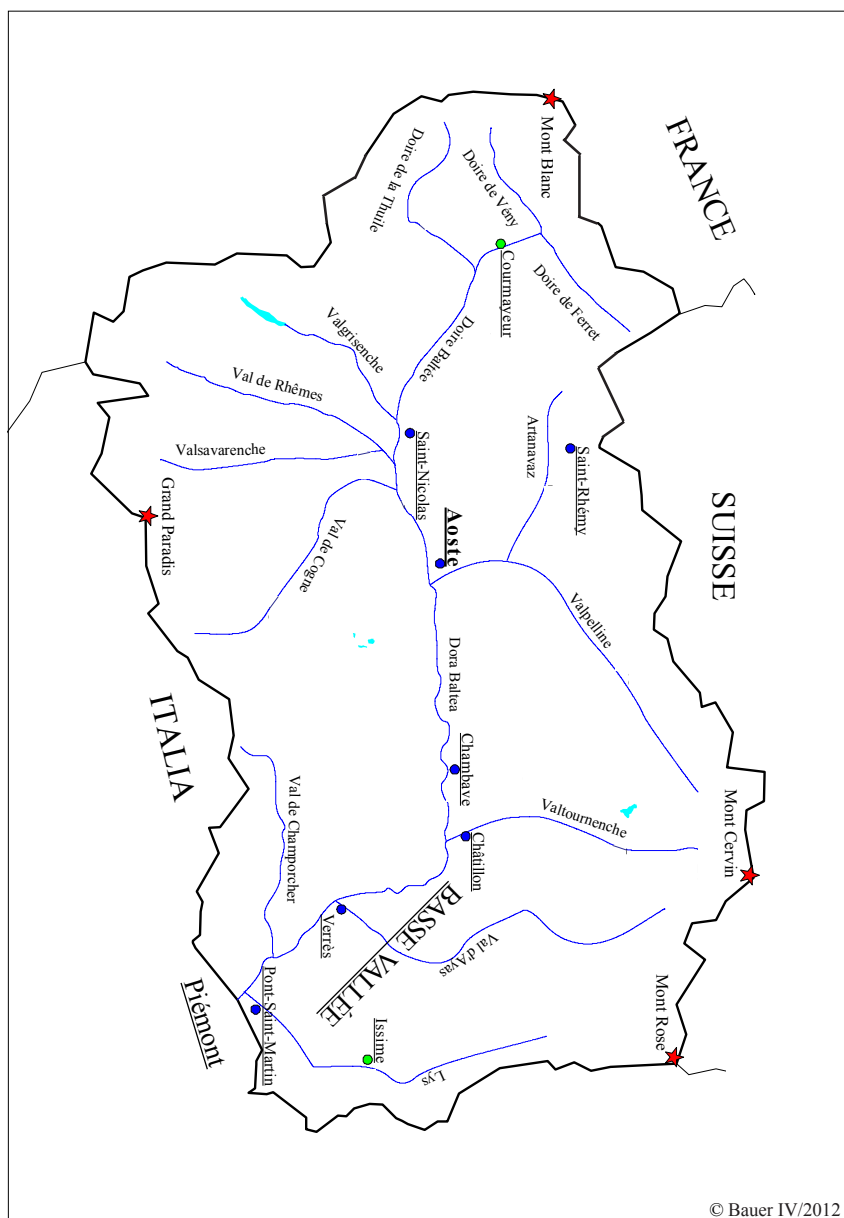 FRANCE
Mont Blanc
Doire de la Thuile
Doire de Vény
Courmayeur
Doire de Ferret
Valgrisenche
Doire Baltée
Val de Rhêmes
Valsavarenche
Saint-Nicolas
Artanavaz
Saint-Rhémy
SUISSE
Grand Paradis
Val de Cogne
Aoste
Valpelline
Dora Baltea
ITALIA
Chambave
Val de Champorcher
Châtillon
Valtournenche
Mont Cervin
BASSE VALLÉE
Verrès
Val d'Ayas
Piémont
Pont-Saint-Martin
Issime
Lys
Mont Rose
© Bauer IV/2012